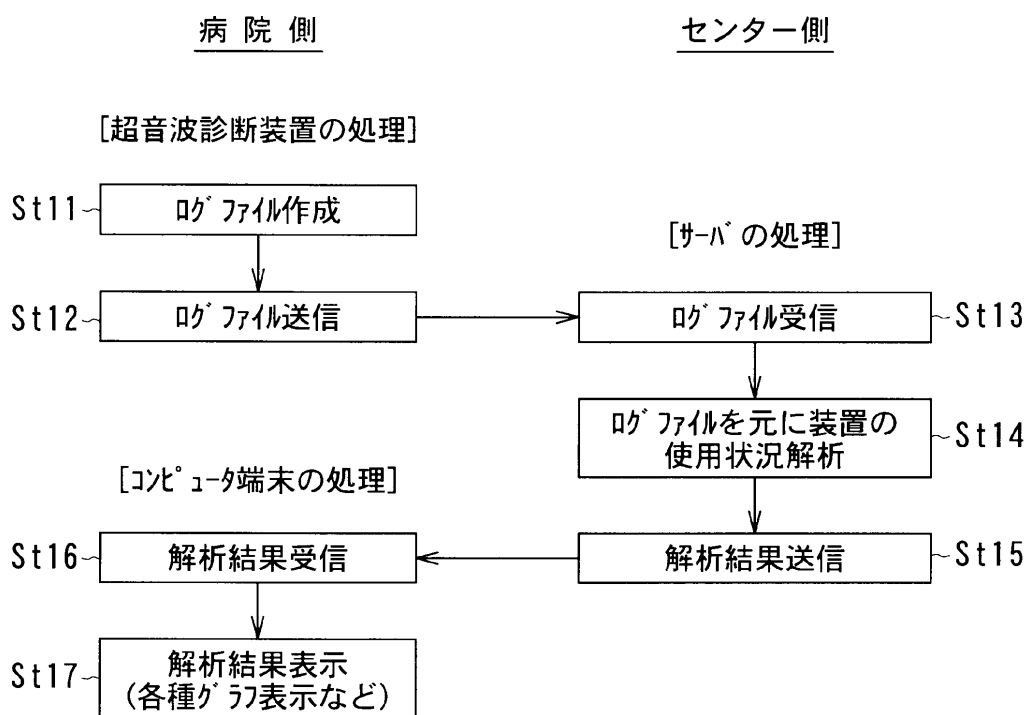 病 院 側
センター側
[超音波診断装置の処理]
St11
ﾛｸﾞﾌｧｲﾙ作成
[ｻｰﾊﾞの処理]
St12
ﾛｸﾞﾌｧｲﾙ送信
ﾛｸﾞﾌｧｲﾙ受信
St13
ﾛｸﾞﾌｧｲﾙを元に装置の
使用状況解析
St14
[ｺﾝﾋﾟｭｰﾀ端末の処理]
St16
解析結果受信
解析結果送信
St15
St17
解析結果表示
(各種ｸﾞﾗﾌ表示など)